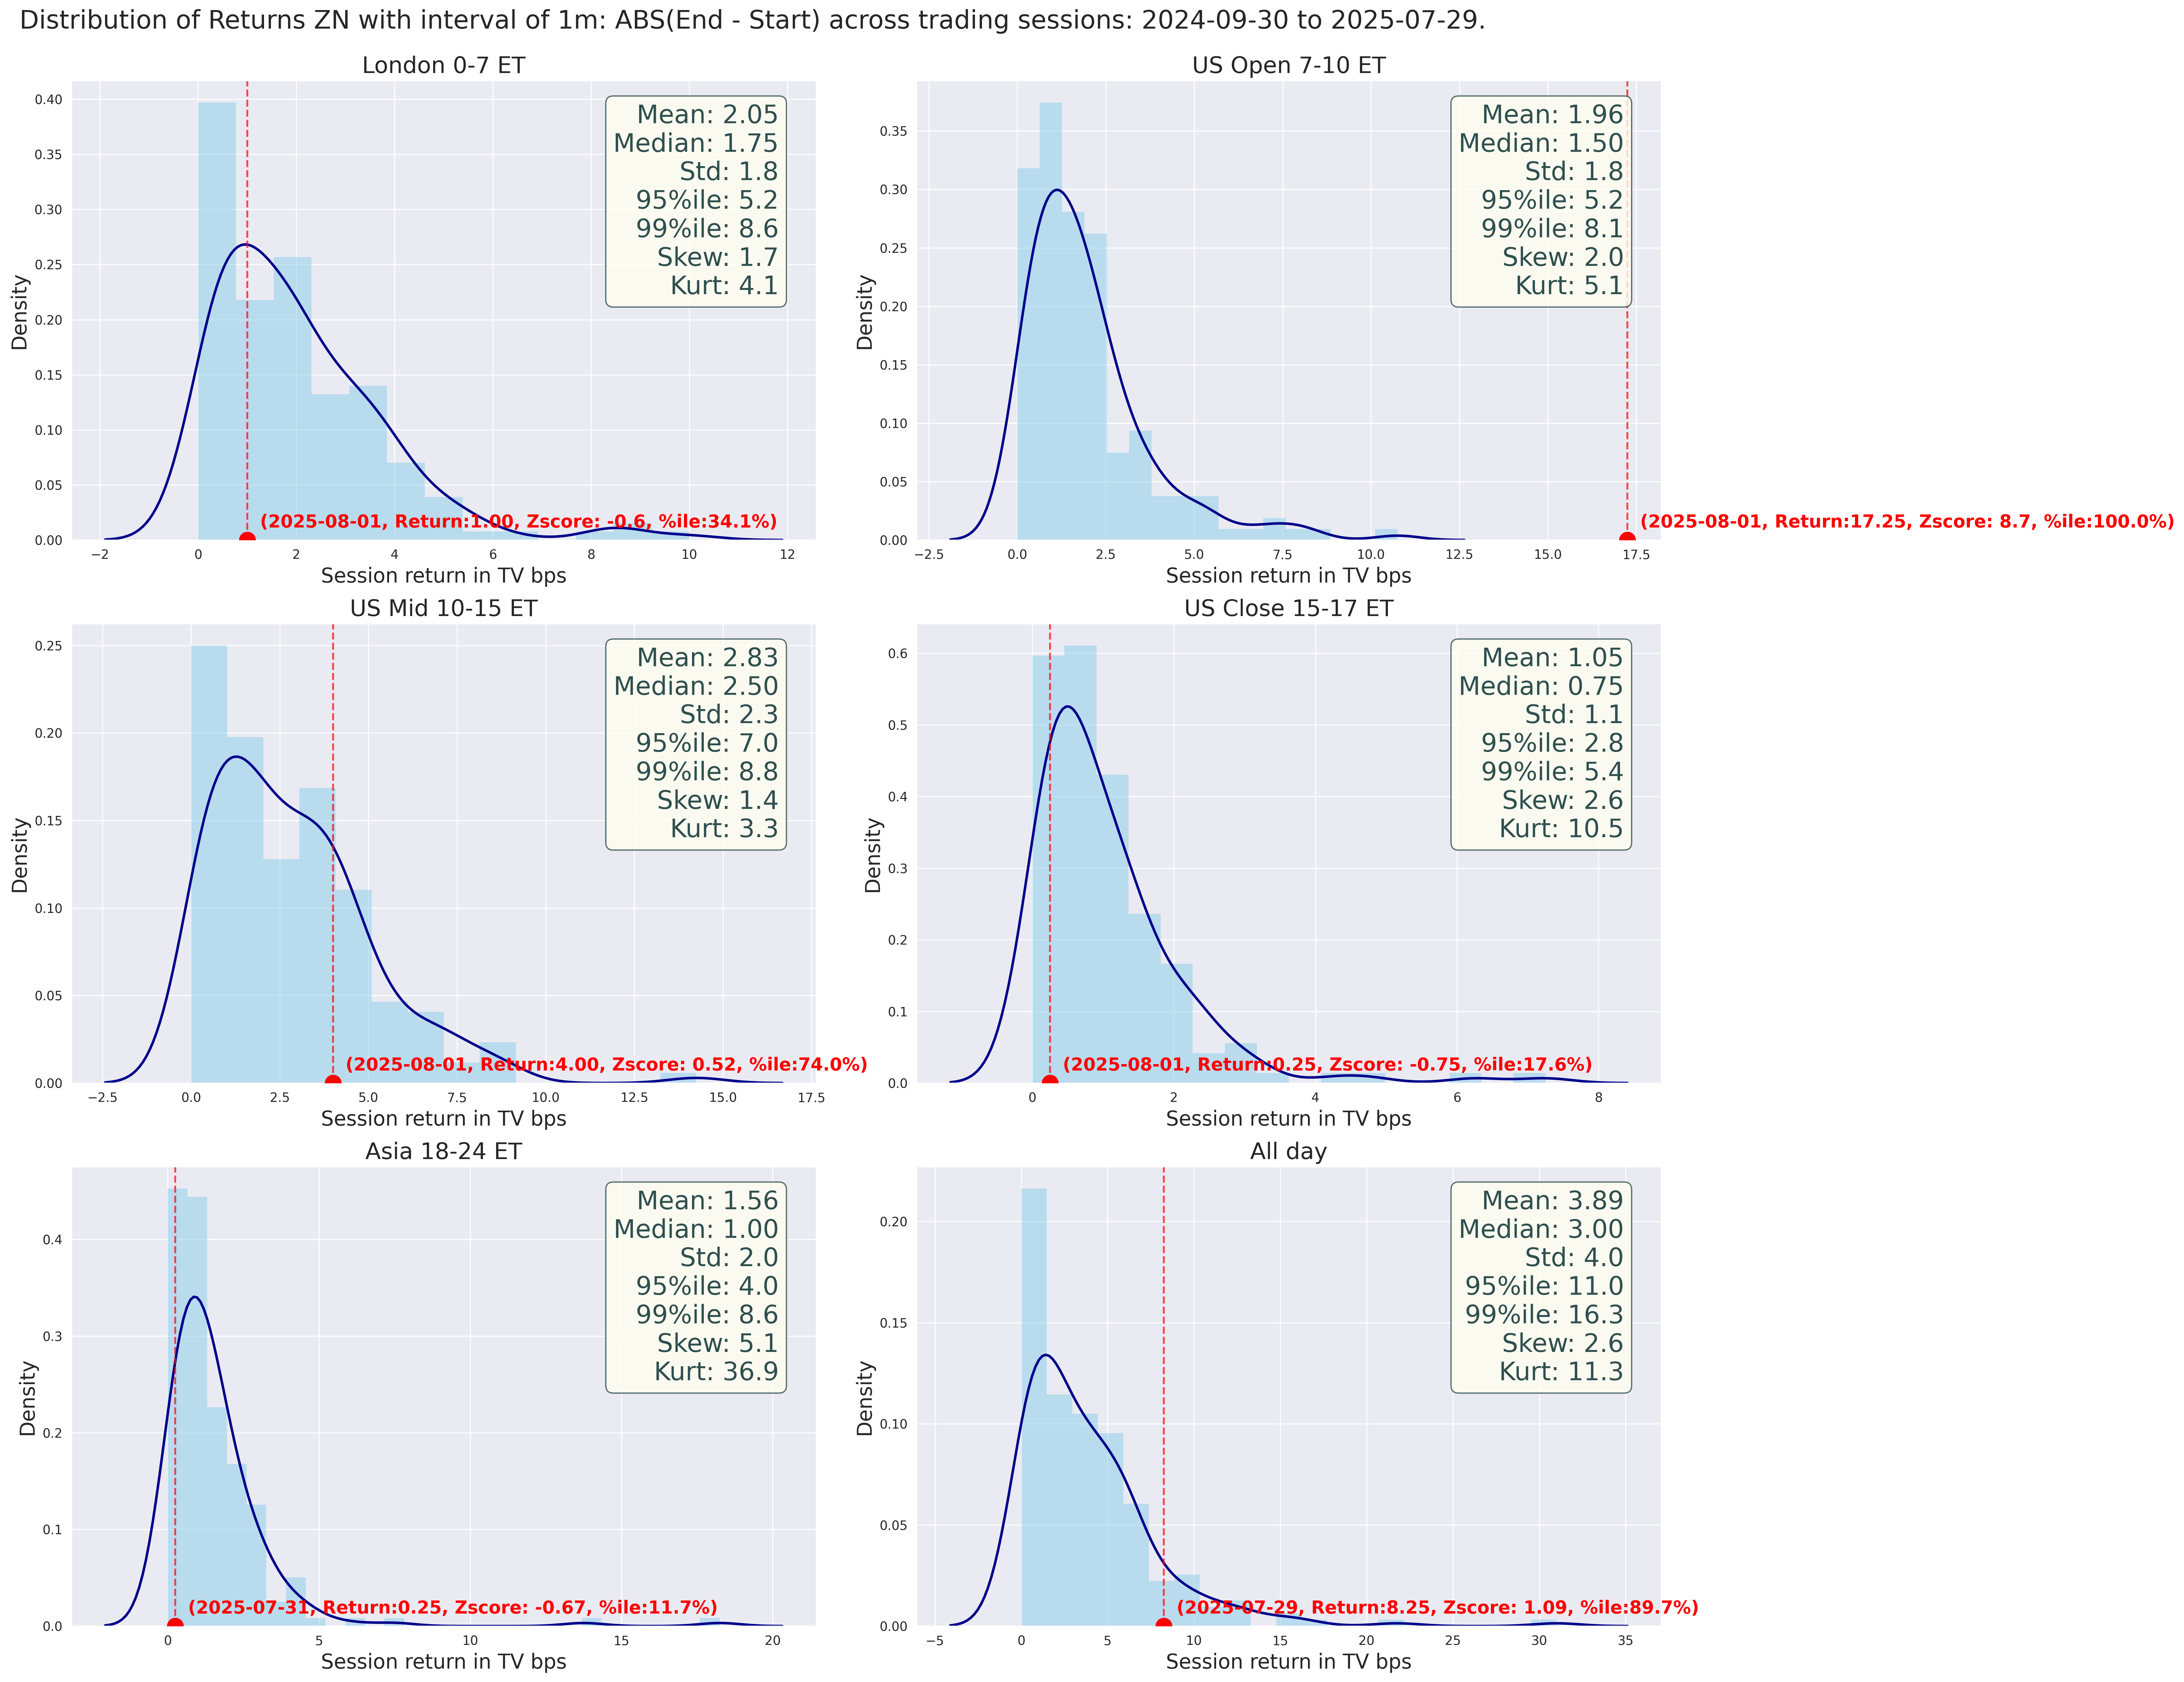 Distribution of Returns ZN with interval of 1m: ABS(End - Start) across trading sessions: 2024-09-30 to 2025-07-29.
London 0-7 ET
0.40
0.35
0.30
0.25
0.20
0.15
0.10
0.05
0.00
Density
Mean: 2.05
Median: 1.75
Std: 1.8
95%ile: 5.2
99%ile: 8.6
Skew: 1.7
Kurt: 4.1
(2025-08-01, Return:1.00, Zscore: -0.6, %ile:34.1%)
−2 0 2 4 6 8 10 12
Session return in TV bps
US Open 7-10 ET
0.35
0.30
0.25
0.20
0.15
0.10
0.05
0.00
Density
Mean: 1.96
Median: 1.50
Std: 1.8
95%ile: 5.2
99%ile: 8.1
Skew: 2.0
Kurt: 5.1
(2025-08-01, Return:17.25, Zscore: 8.7, %ile:100.0%)
−2.5 0.0 2.5 5.0 7.5 10.0 12.5 15.0 17.5
Session return in TV bps
US Mid 10-15 ET
0.25
0.20
0.15
0.10
0.05
0.00
Density
Mean: 2.83
Median: 2.50
Std: 2.3
95%ile: 7.0
99%ile: 8.8
Skew: 1.4
Kurt: 3.3
(2025-08-01, Return:4.00, Zscore: 0.52, %ile:74.0%)
−2.5 0.0 2.5 5.0 7.5 10.0 12.5 15.0 17.5
Session return in TV bps
US Close 15-17 ET
0.6
0.5
0.4
0.3
0.2
0.1
0.0
Density
Mean: 1.05
Median: 0.75
Std: 1.1
95%ile: 2.8
99%ile: 5.4
Skew: 2.6
Kurt: 10.5
(2025-08-01, Return:0.25, Zscore: -0.75, %ile:17.6%)
0 2 4 6 8
Session return in TV bps
Asia 18-24 ET
0.4
0.3
0.2
0.1
0.0
Density
Mean: 1.56
Median: 1.00
Std: 2.0
95%ile: 4.0
99%ile: 8.6
Skew: 5.1
Kurt: 36.9
(2025-07-31, Return:0.25, Zscore: -0.67, %ile:11.7%)
0 5 10 15 20
Session return in TV bps
All day
0.20
0.15
0.10
0.05
0.00
Density
Mean: 3.89
Median: 3.00
Std: 4.0
95%ile: 11.0
99%ile: 16.3
Skew: 2.6
Kurt: 11.3
(2025-07-29, Return:8.25, Zscore: 1.09, %ile:89.7%)
−5 0 5 10 15 20 25 30 35
Session return in TV bps